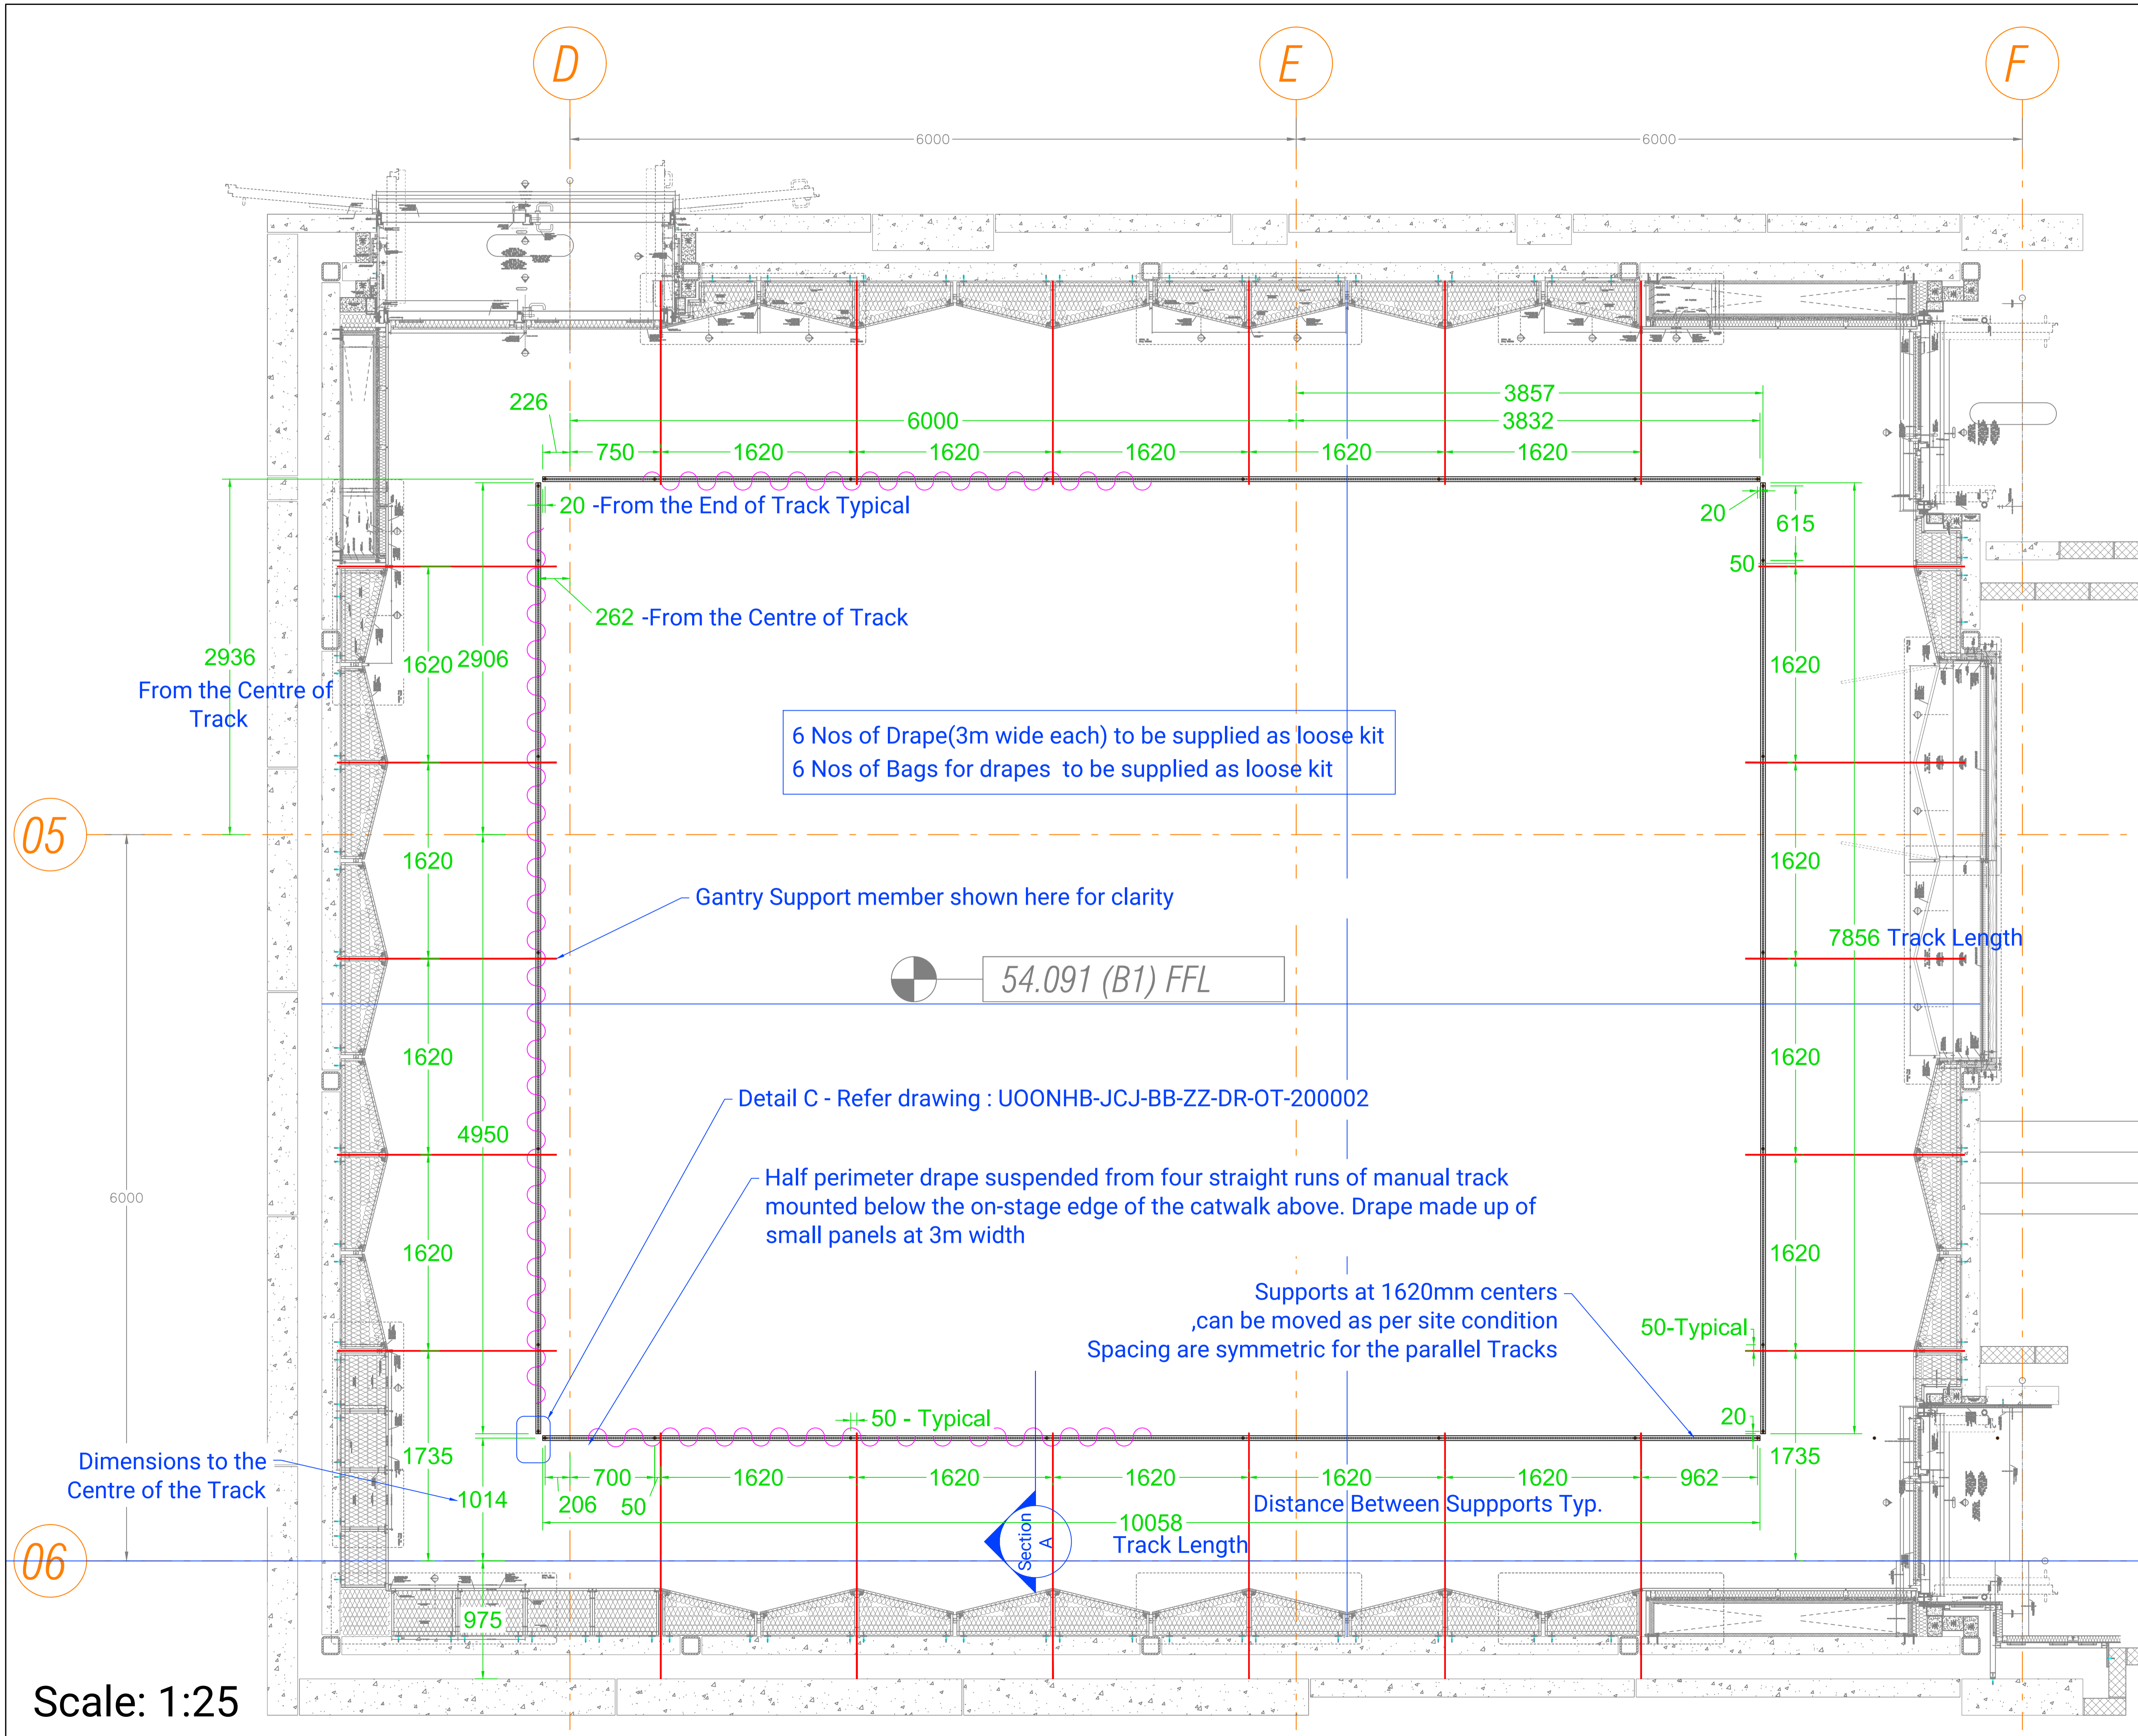 D
E
F
6000
6000
3857
226
6000
3832
750
1620
1620
1620
1620
1620
20 -From the End of Track Typical
20
615
50
262 -From the Centre of Track
2936
From the Centre of
Track
1620
2906
1620
6 Nos of Drape(3m wide each) to be supplied as loose kit
6 Nos of Bags for drapes to be supplied as loose kit
05
1620
1620
Gantry Support member shown here for clarity
7856 Track Length
54.091 (B1) FFL
1620
1620
Detail C - Refer drawing : UOONHB-JCJ-BB-ZZ-DR-OT-200002
4950
Half perimeter drape suspended from four straight runs of manual track
mounted below the on-stage edge of the catwalk above. Drape made up of
small panels at 3m width
6000
1620
1620
Supports at 1620mm centers
,can be moved as per site condition
Spacing are symmetric for the parallel Tracks
50-Typical
50 - Typical
20
Dimensions to the
Centre of the Track
1735
1735
1014
700
1620
1620
1620
1620
1620
962
206
50
Distance Between Suppports Typ.
10058
Track Length
Section
A
06
975
Scale: 1:25